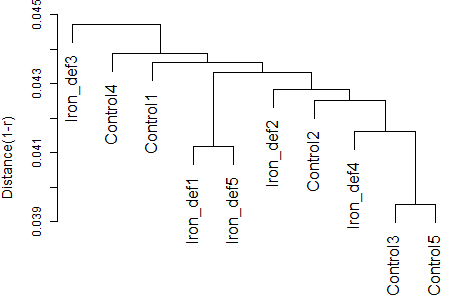 Distance(1-r)
0.045
0.043
0.041
0.039
Iron_def3
Control4
Control1
Iron_def1
Iron_def5
Iron_def2
Control2
Iron_def4
Control3
Control5